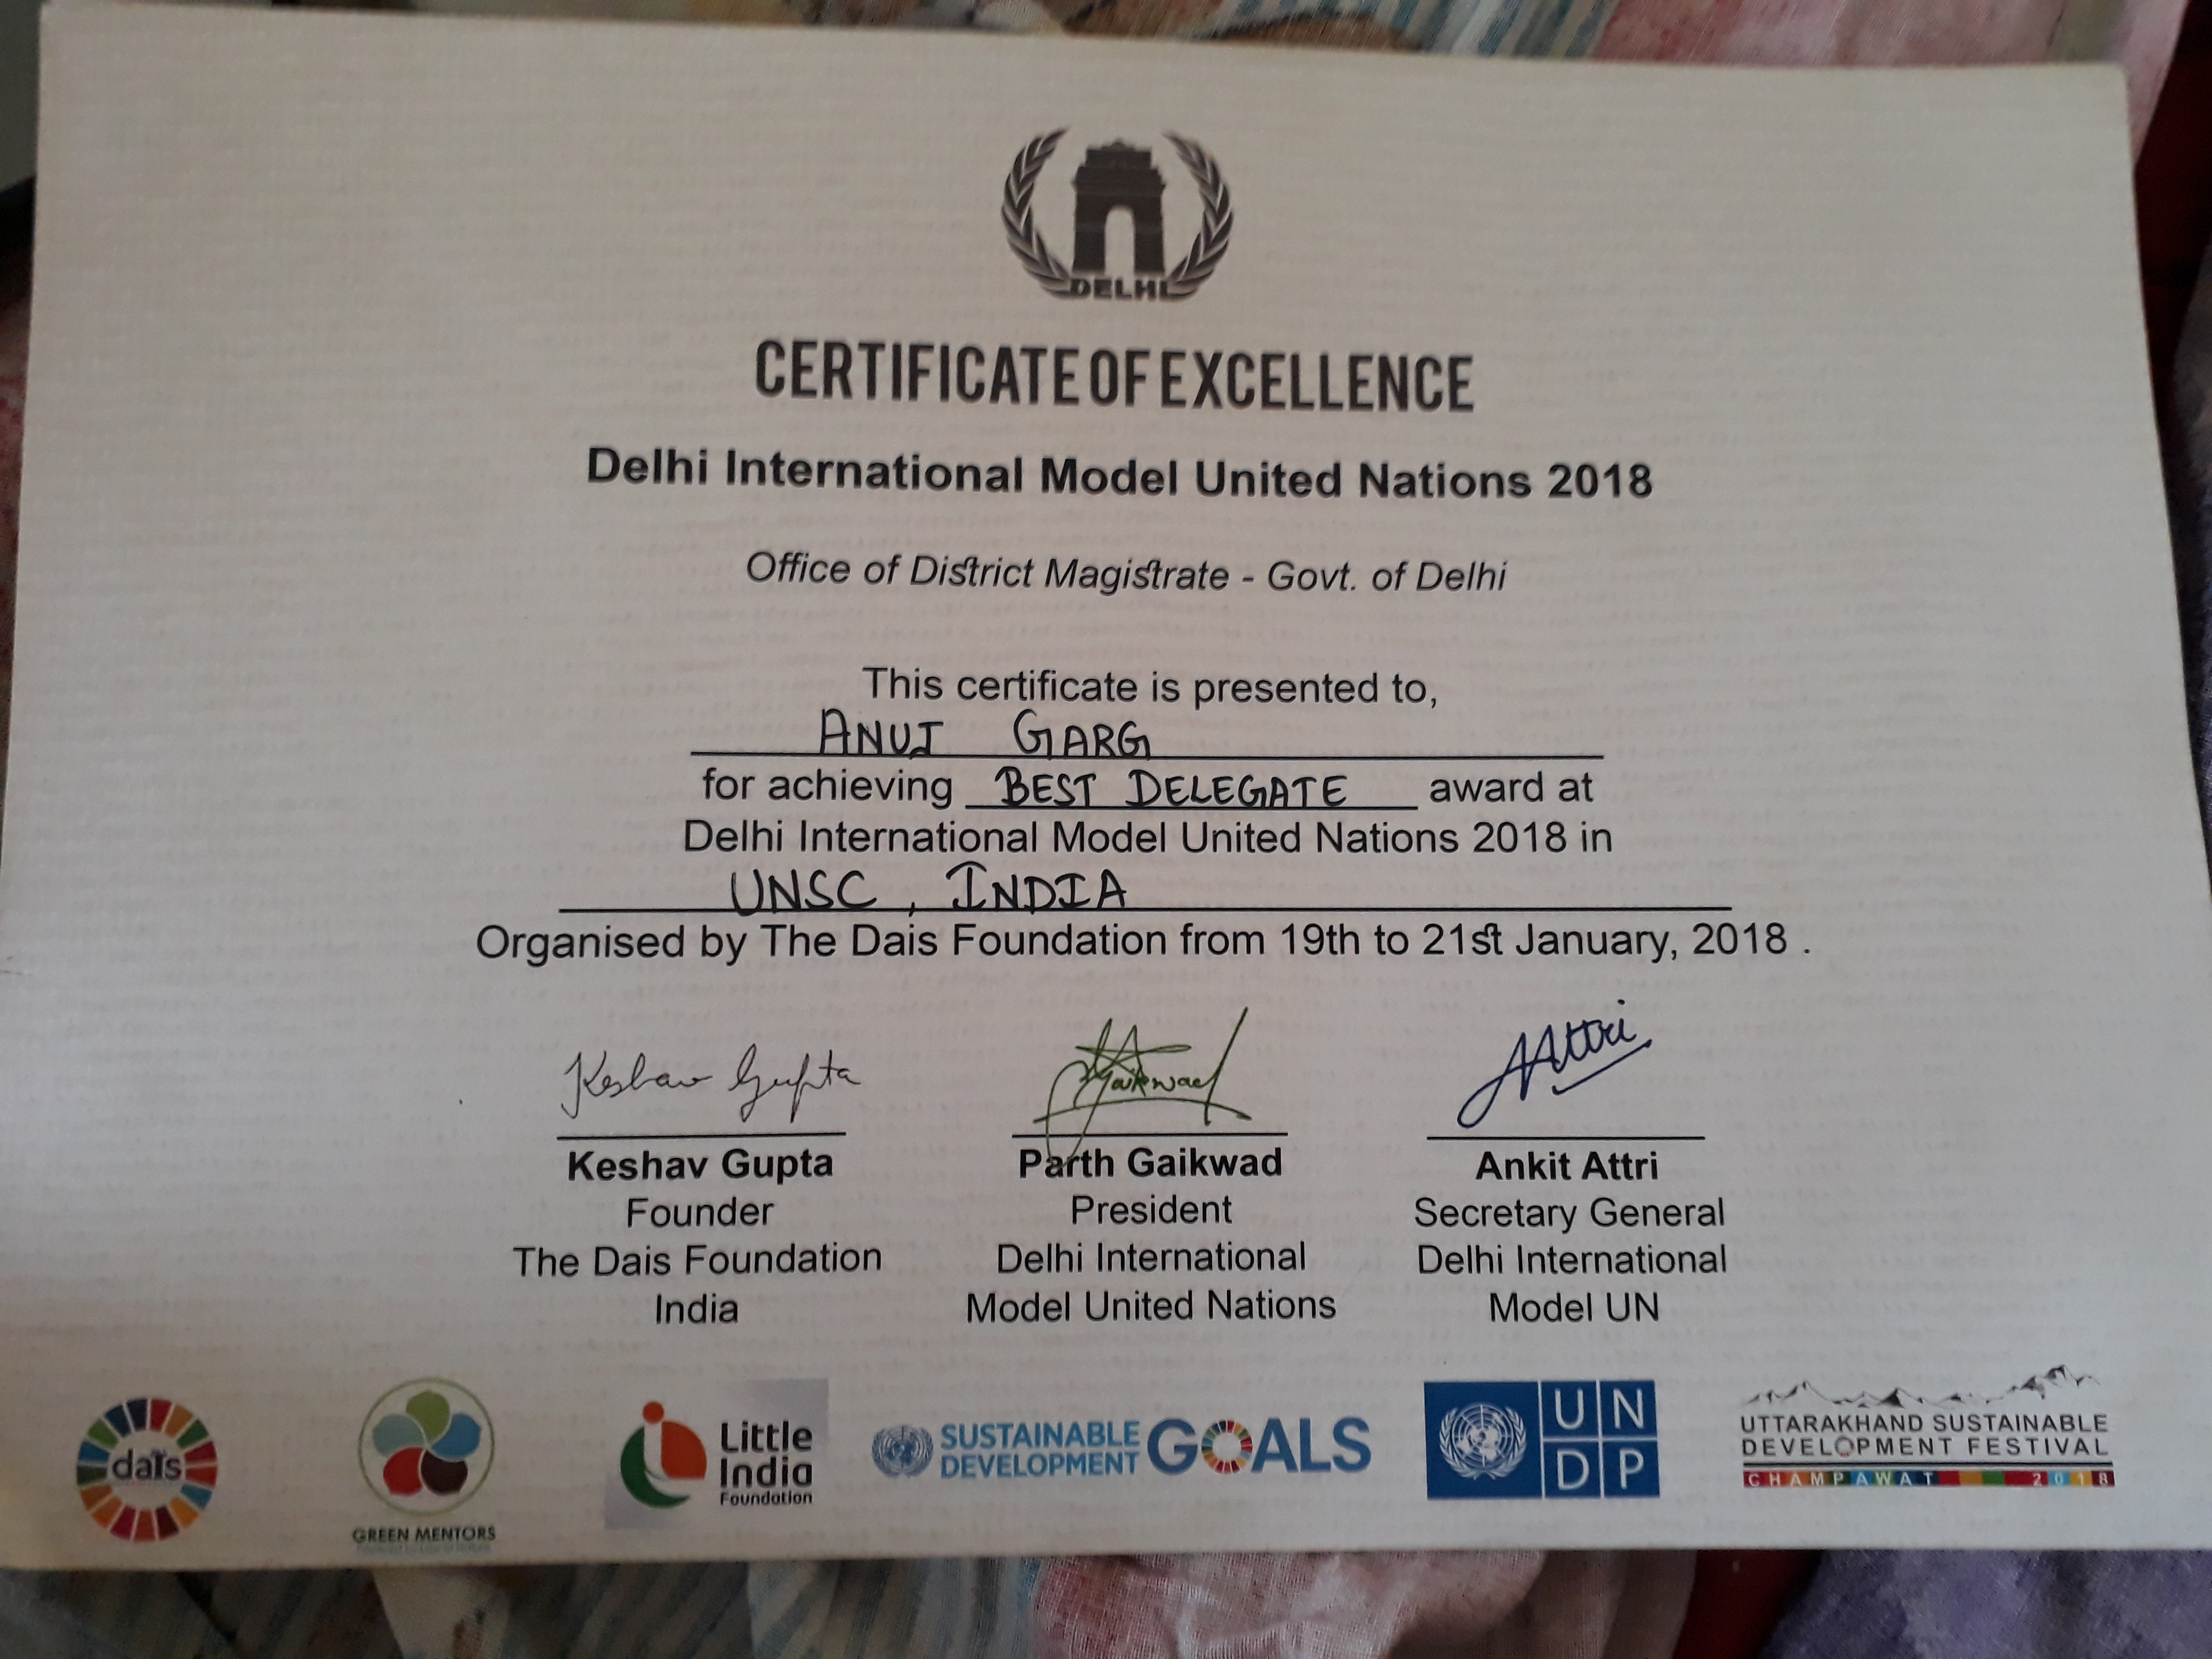 DELHI
CERTIFICATE OF EXCELLENCE
Delhi International Model United Nations 2018
Office of District Magistrate - Govt. of Delhi
This certificate is presented to,
ANUJ GARG
for achieving BEST DELEGATE award at
Delhi International Model United Nations 2018 in
UNSC, INDIA
Organised by The Dais Foundation from 19th to 21st January, 2018 .
Keshav Gupta Gaikwad AAttri
Keshav Gupta Parth Gaikwad Ankit Attri
Founder President Secretary General
The Dais Foundation Delhi International Delhi International
India Model United Nations Model UN
dais
GREEN MENTORS
Little
India
Foundation
SUSTAINABLE
DEVELOPMENT GOALS
UN
DP
UTTARAKHAND SUSTAINABLE
DEVELOPMENT FESTIVAL
CHAMPAWAT 2018